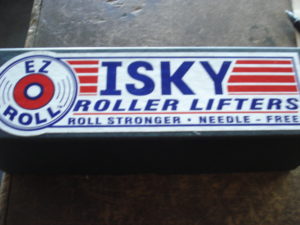 EZ
ROLL
ISKY
ROLLER LIFTERS
ROLL STRONGER • NEEDLE - FREE